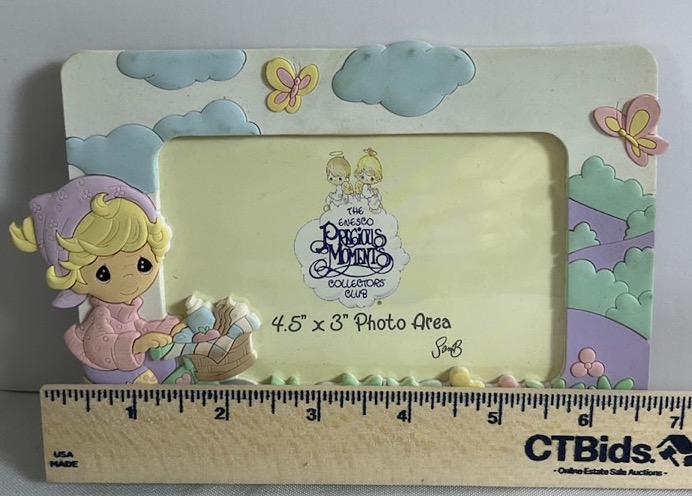 THE
ENESCO
PRECIOUS
MOMENTS
COLLECTORS'
CLUB®
4.5" x 3" Photo Area
SamB
1 2 3 4 5 6 7
USA
MADE
CTBids.
- Online Estate Sale Auctions -